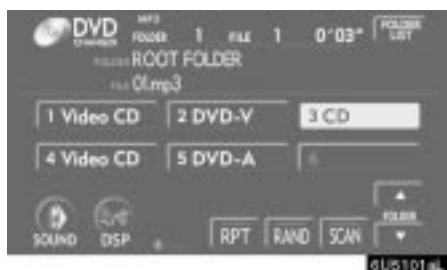 DVD MP3 FOLDER 1 FILE 1 0'03" FOLDER LIST
CHANGER
FOLDER ROOT FOLDER
FILE 01.mp3
1 Video CD 2 DVD-V 3 CD
4 Video CD 5 DVD-A 6
FOLDER
SOUND DSP RPT RAND SCAN